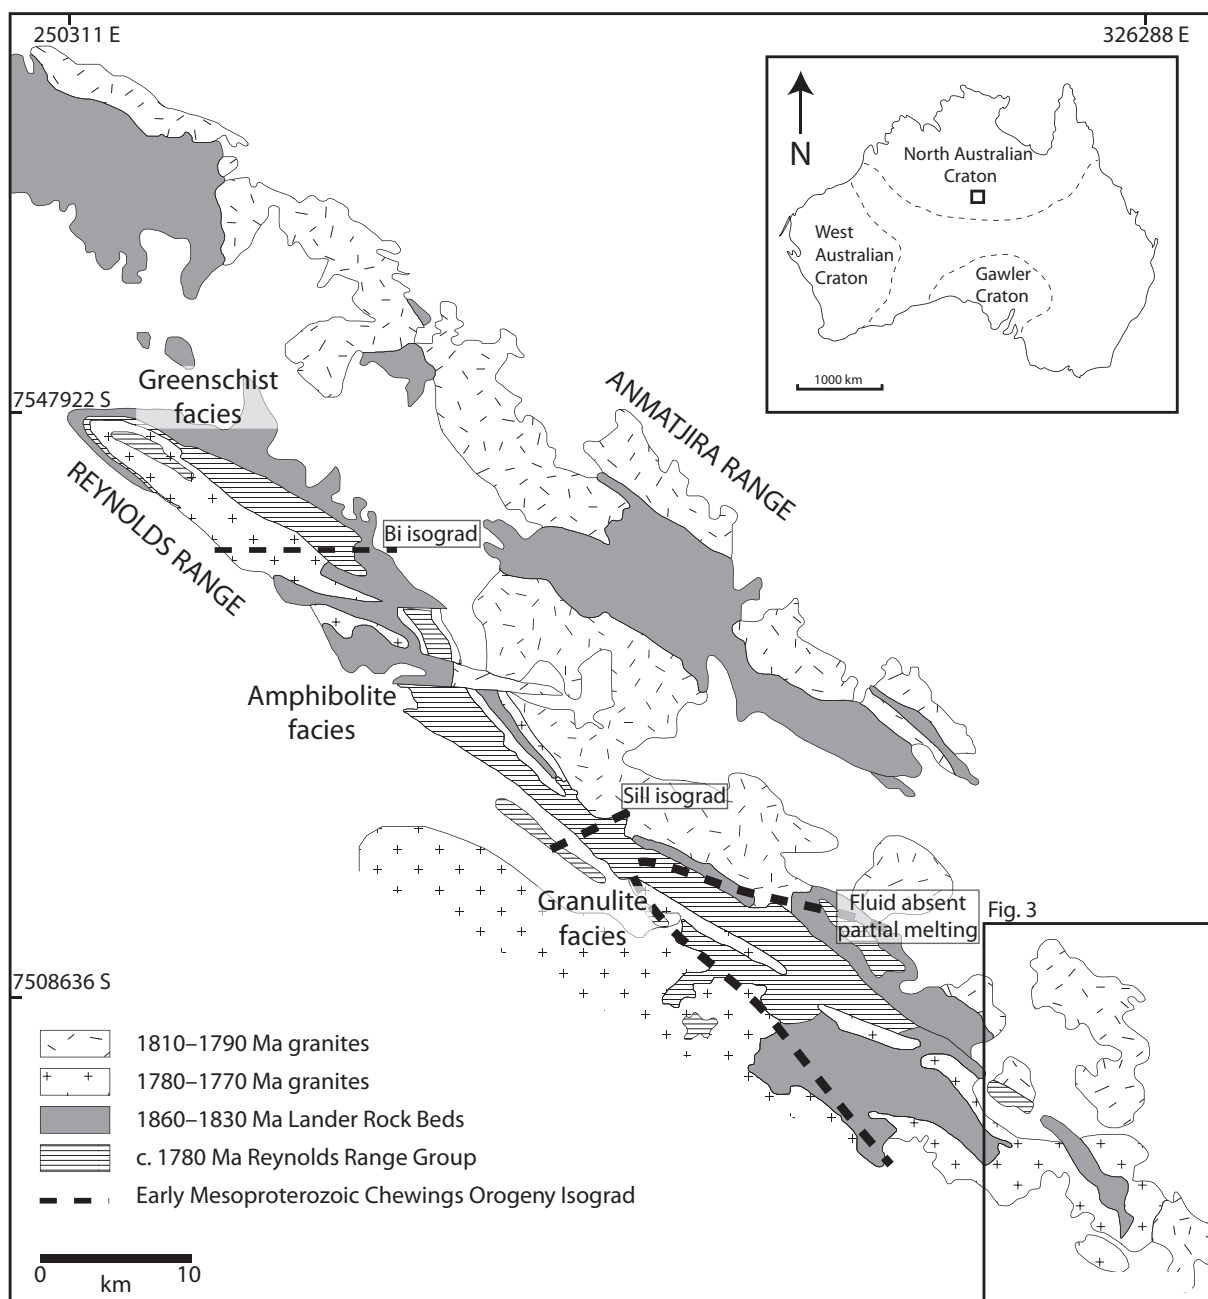 250311 E
326288 E
N
North Australian
Craton
West
Australian
Craton
Gawler
Craton
1000 km
Greenschist
facies
7547922 S
ANMATJIRA RANGE
REYNOLDS RANGE
Bi isograd
Amphibolite
facies
Sill isograd
Granulite
facies
Fluid absent
partial melting
Fig. 3
7508636 S
1810–1790 Ma granites
1780–1770 Ma granites
1860–1830 Ma Lander Rock Beds
c. 1780 Ma Reynolds Range Group
Early Mesoproterozoic Chewings Orogeny Isograd
0 10
km